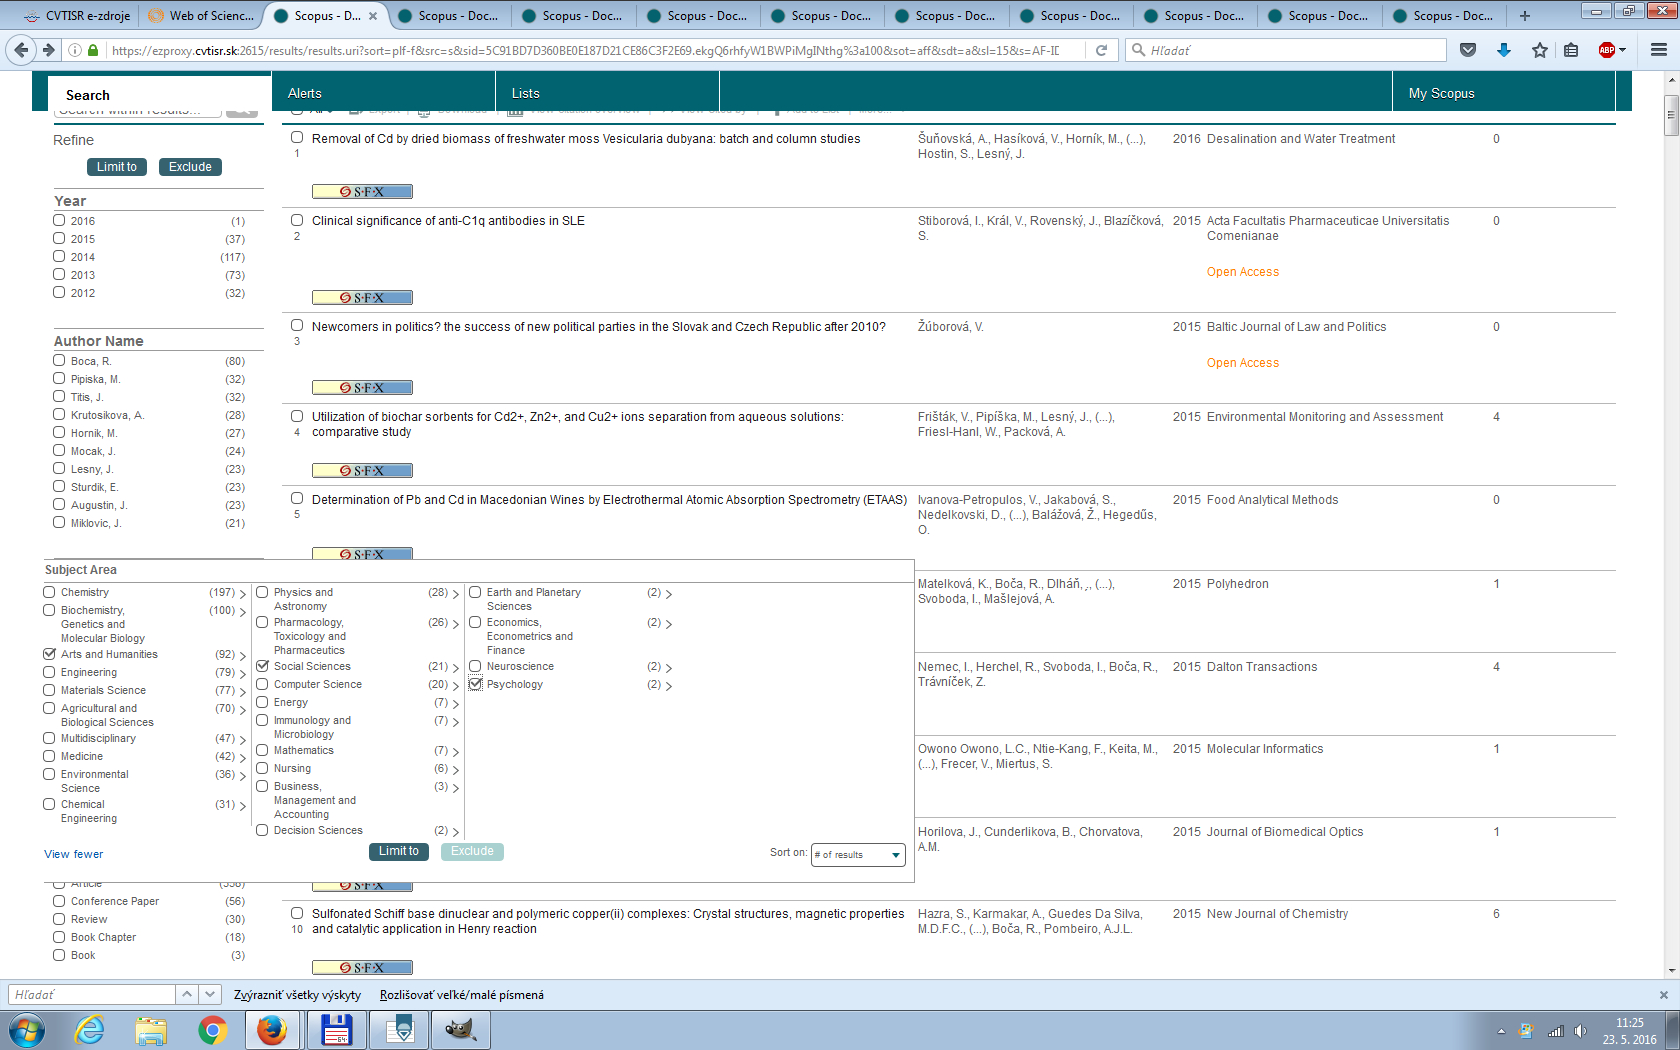 CVTISR e-zdroje
Web of Scienc...
Scopus - D...
Scopus - Doc...
Scopus - Doc...
Scopus - Doc...
Scopus - Doc...
Scopus - Doc...
Scopus - Doc...
Scopus - Doc...
Scopus - Doc...
Scopus - Doc...
https://ezproxy.cvtisr.sk:2615/results/results.uri?sort=plf-f&src=s&sid=5C91BD7D360BE0E187D21CE86C3F2E69.ekgQ6rhfyW1BWPiMgINthg%3a100&sot=aff&sdt=a&sl=15&s=AF-ID
Hľadať
ABP
Search
Alerts
Lists
My Scopus
Search within results...
Refine
Limit to
Exclude
Year
2016 (1)
2015 (37)
2014 (117)
2013 (73)
2012 (32)
Author Name
Boca, R. (80)
Pipiska, M. (32)
Titis, J. (32)
Krutosikova, A. (28)
Hornik, M. (27)
Mocak, J. (24)
Lesny, J. (23)
Sturdik, E. (23)
Augustin, J. (23)
Miklovic, J. (21)
1 Removal of Cd by dried biomass of freshwater moss Vesicularia dubyana: batch and column studies
Šuňovská, A., Hasíková, V., Horník, M., (...),
Hostin, S., Lesný, J.
2016 Desalination and Water Treatment 0
S·F·X
2 Clinical significance of anti-C1q antibodies in SLE
Stiborová, I., Král, V., Rovenský, J., Blazíčková,
S.
2015 Acta Facultatis Pharmaceuticae Universitatis
Comenianae
0
Open Access
S·F·X
3 Newcomers in politics? the success of new political parties in the Slovak and Czech Republic after 2010?
Žúborová, V.
2015 Baltic Journal of Law and Politics 0
Open Access
S·F·X
4 Utilization of biochar sorbents for Cd2+, Zn2+, and Cu2+ ions separation from aqueous solutions:
comparative study
Frišták, V., Pipíška, M., Lesný, J., (...),
Friesl-Hanl, W., Packová, A.
2015 Environmental Monitoring and Assessment 4
S·F·X
5 Determination of Pb and Cd in Macedonian Wines by Electrothermal Atomic Absorption Spectrometry (ETAAS)
Ivanova-Petropulos, V., Jakabová, S.,
Nedelkovski, D., (...), Balážová, Ž., Hegedűs,
O.
2015 Food Analytical Methods 0
S·F·X
Matelková, K., Boča, R., Dlháň, ., (...),
Svoboda, I., Mašlejová, A.
2015 Polyhedron 1
Nemec, I., Herchel, R., Svoboda, I., Boča, R.,
Trávníček, Z.
2015 Dalton Transactions 4
Owono Owono, L.C., Ntie-Kang, F., Keita, M.,
(...), Frecer, V., Miertus, S.
2015 Molecular Informatics 1
Horilova, J., Cunderlikova, B., Chorvatova,
A.M.
2015 Journal of Biomedical Optics 1
S·F·X
10 Sulfonated Schiff base dinuclear and polymeric copper(ii) complexes: Crystal structures, magnetic properties
and catalytic application in Henry reaction
Hazra, S., Karmakar, A., Guedes Da Silva,
M.D.F.C., (...), Boča, R., Pombeiro, A.J.L.
2015 New Journal of Chemistry 6
S·F·X
Subject Area
Chemistry (197)
Biochemistry, (100)
Genetics and
Molecular Biology
Arts and Humanities (92)
Engineering (79)
Materials Science (77)
Agricultural and (70)
Biological Sciences
Multidisciplinary (47)
Medicine (42)
Environmental (36)
Science
Chemical (31)
Engineering
Physics and (28)
Astronomy
Pharmacology, (26)
Toxicology and
Pharmaceutics
Social Sciences (21)
Computer Science (20)
Energy (7)
Immunology and (7)
Microbiology
Mathematics (7)
Nursing (6)
Business, (3)
Management and
Accounting
Decision Sciences (2)
Earth and Planetary (2)
Sciences
Economics, (2)
Econometrics and
Finance
Neuroscience (2)
Psychology (2)
View fewer
Limit to
Exclude
Sort on:
# of results
Article
Conference Paper (56)
Review (30)
Book Chapter (18)
Book (3)
Hľadať
Zvýrazniť všetky výskyty
Rozlišovať veľké/malé písmená
64
11:25
23. 5. 2016